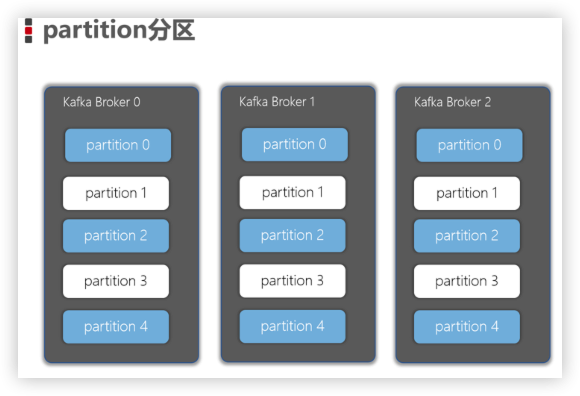 partition分区
Kafka Broker 0
partition 0
partition 1
partition 2
partition 3
partition 4
Kafka Broker 1
partition 0
partition 1
partition 2
partition 3
partition 4
Kafka Broker 2
partition 0
partition 1
partition 2
partition 3
partition 4